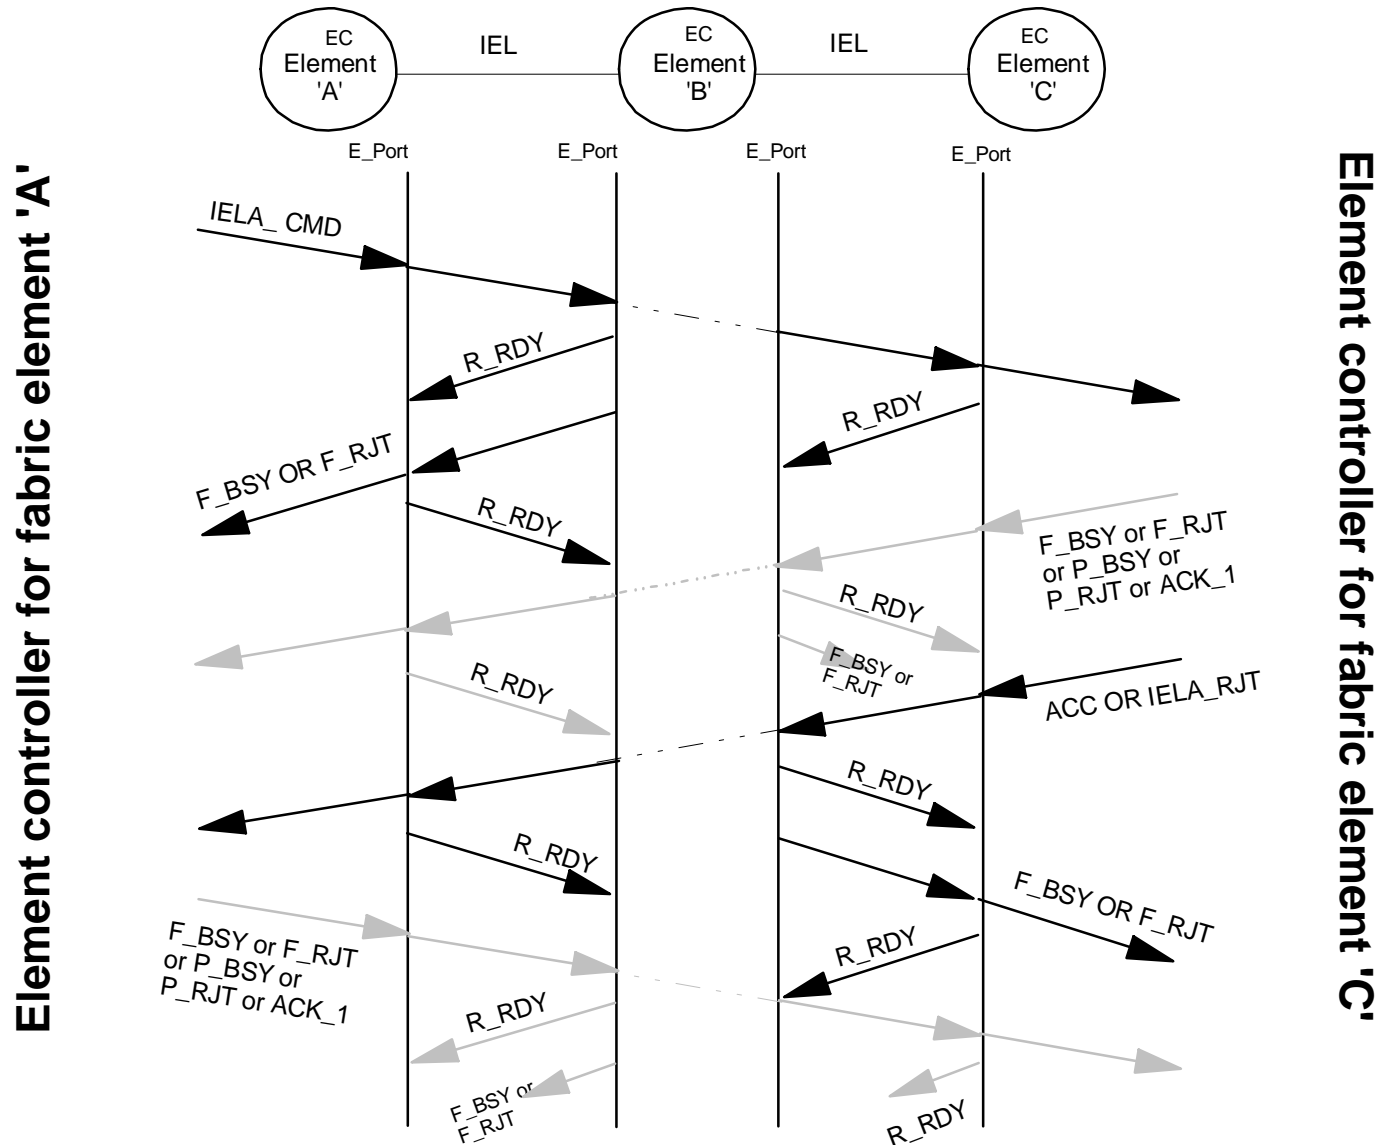 EC
Element
'A'
IEL
EC
Element
'B'
IEL
EC
Element
'C'
E_Port
E_Port
E_Port
E_Port
Element controller for fabric element 'A'
Element controller for fabric element 'C'
IELA_ CMD
R_RDY
R_RDY
F_BSY OR F_RJT
R_RDY
F_BSY or F_RJT
or P_BSY or
P_RJT or ACK_1
R_RDY
F_BSY or
F_RJT
R_RDY
ACC OR IELA_RJT
R_RDY
R_RDY
F_BSY OR F_RJT
F_BSY or F_RJT
or P_BSY or
P_RJT or ACK_1
R_RDY
R_RDY
F_BSY or
F_RJT
R_RDY